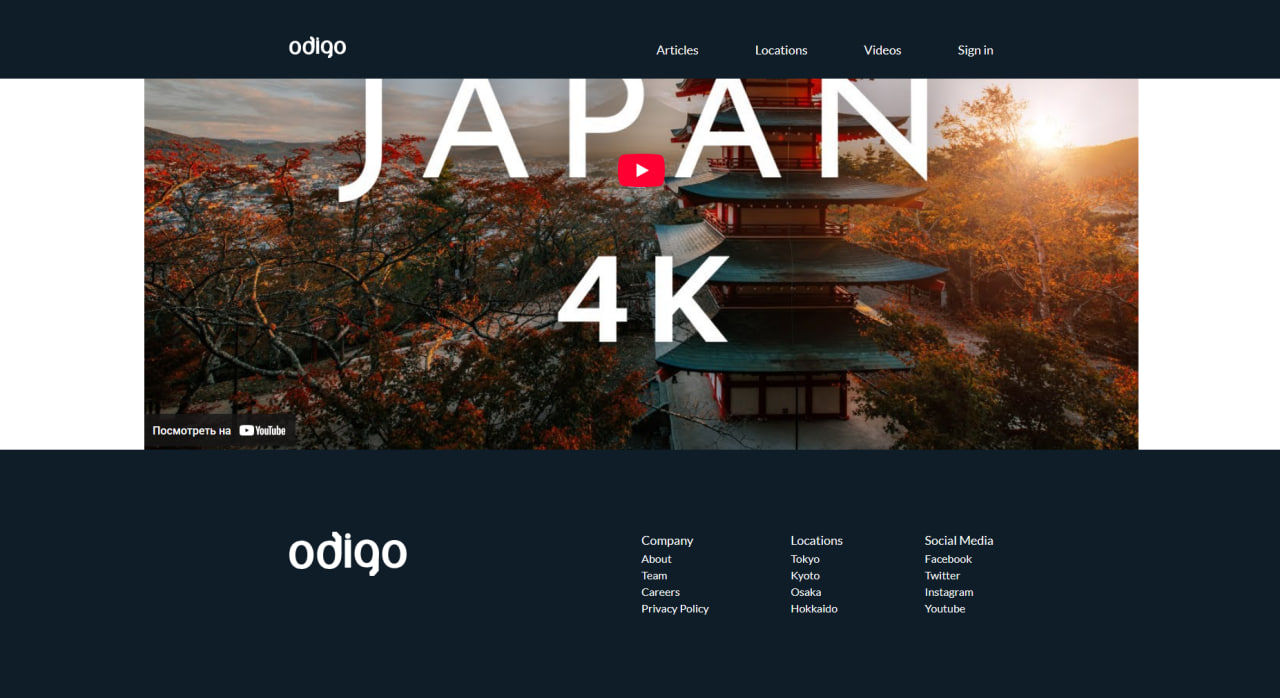 odigo
Articles Locations Videos Sign in
JAPAN
4K
Посмотреть на YouTube
odigo
Company Locations Social Media
About Tokyo Facebook
Team Kyoto Twitter
Careers Osaka Instagram
Privacy Policy Hokkaido Youtube